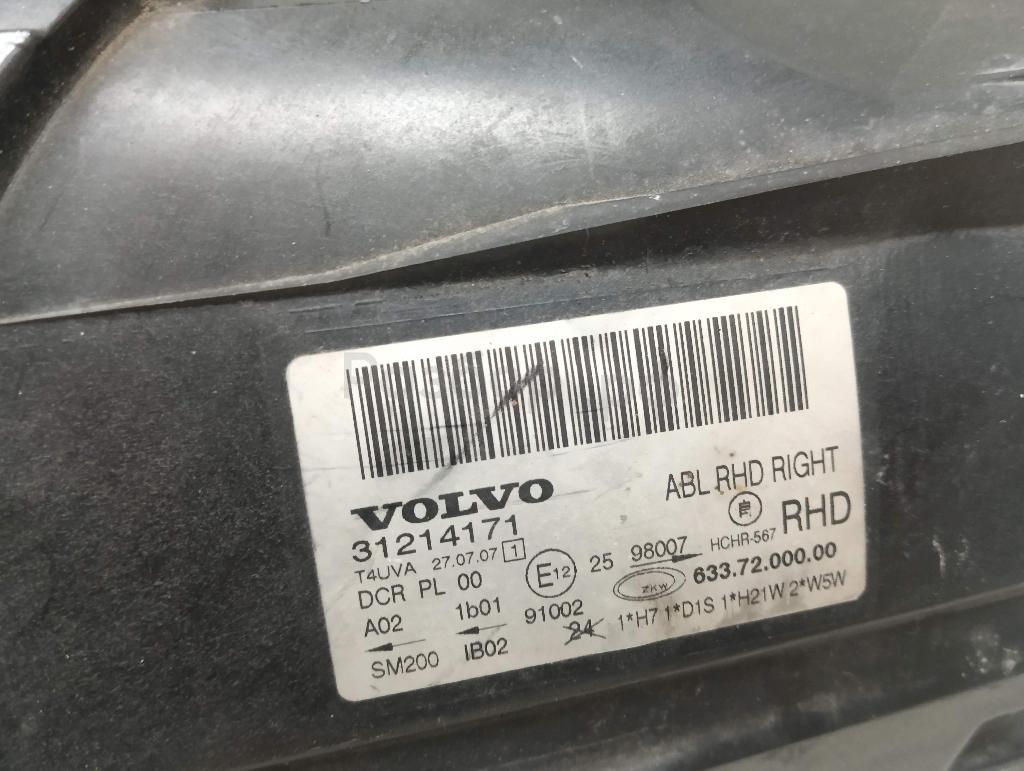 VOLVO
ABL RHD RIGHT
31214171
良 RHD
T4UVA 27.07.07 1
HCHR-567
DCR PL 00
E12 25 98007
ZKW 633.72.000.00
A02 1b01 91002
24 1*H7 1*D1S 1*H21W 2*W5W
SM200 IB02